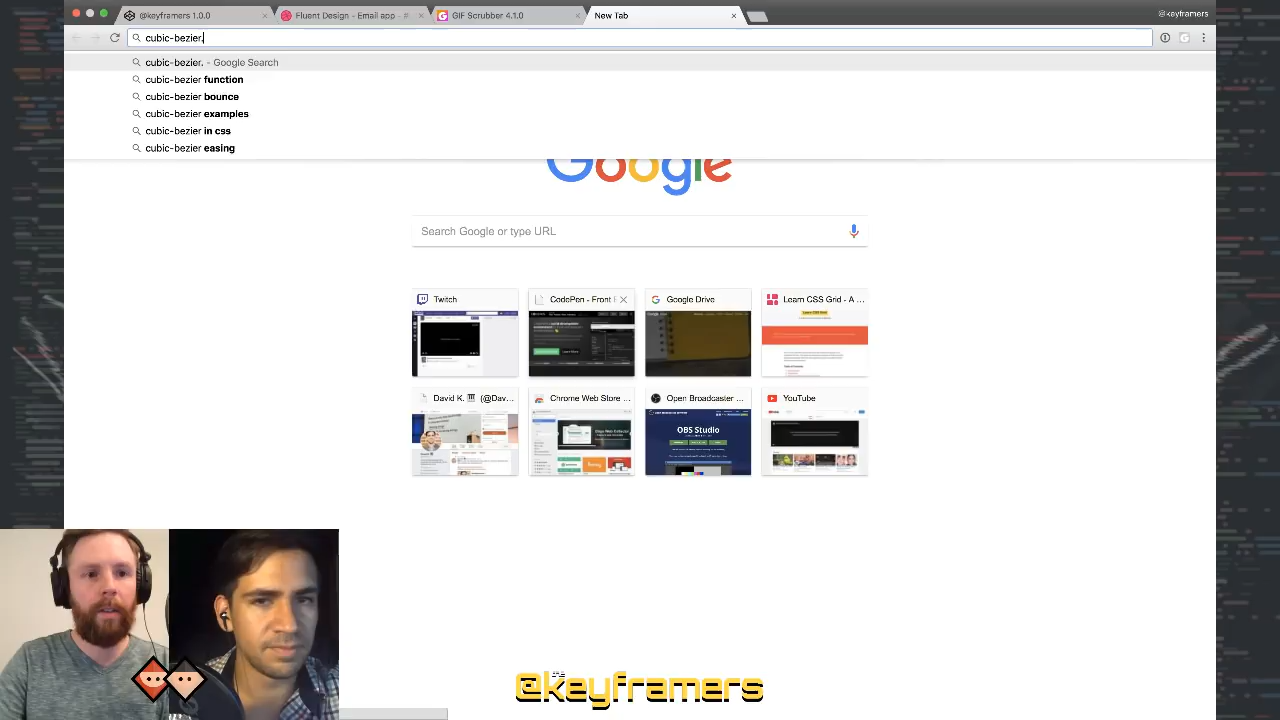 @keyframers 1.0.0
Fluent Design - Email app - #
GIF Scrubber 4.1.0
New Tab
@keyframers
cubic-bezier.
cubic-bezier. - Google Search
cubic-bezier function
cubic-bezier bounce
cubic-bezier examples
cubic-bezier in css
cubic-bezier easing
Google
Search Google or type URL
Twitch
CodePen - Front
Google Drive
Learn CSS Grid - A ...
David K. (@Dav...
Chrome Web Store ...
Open Broadcaster ...
YouTube
OBS Studio
@keyframers